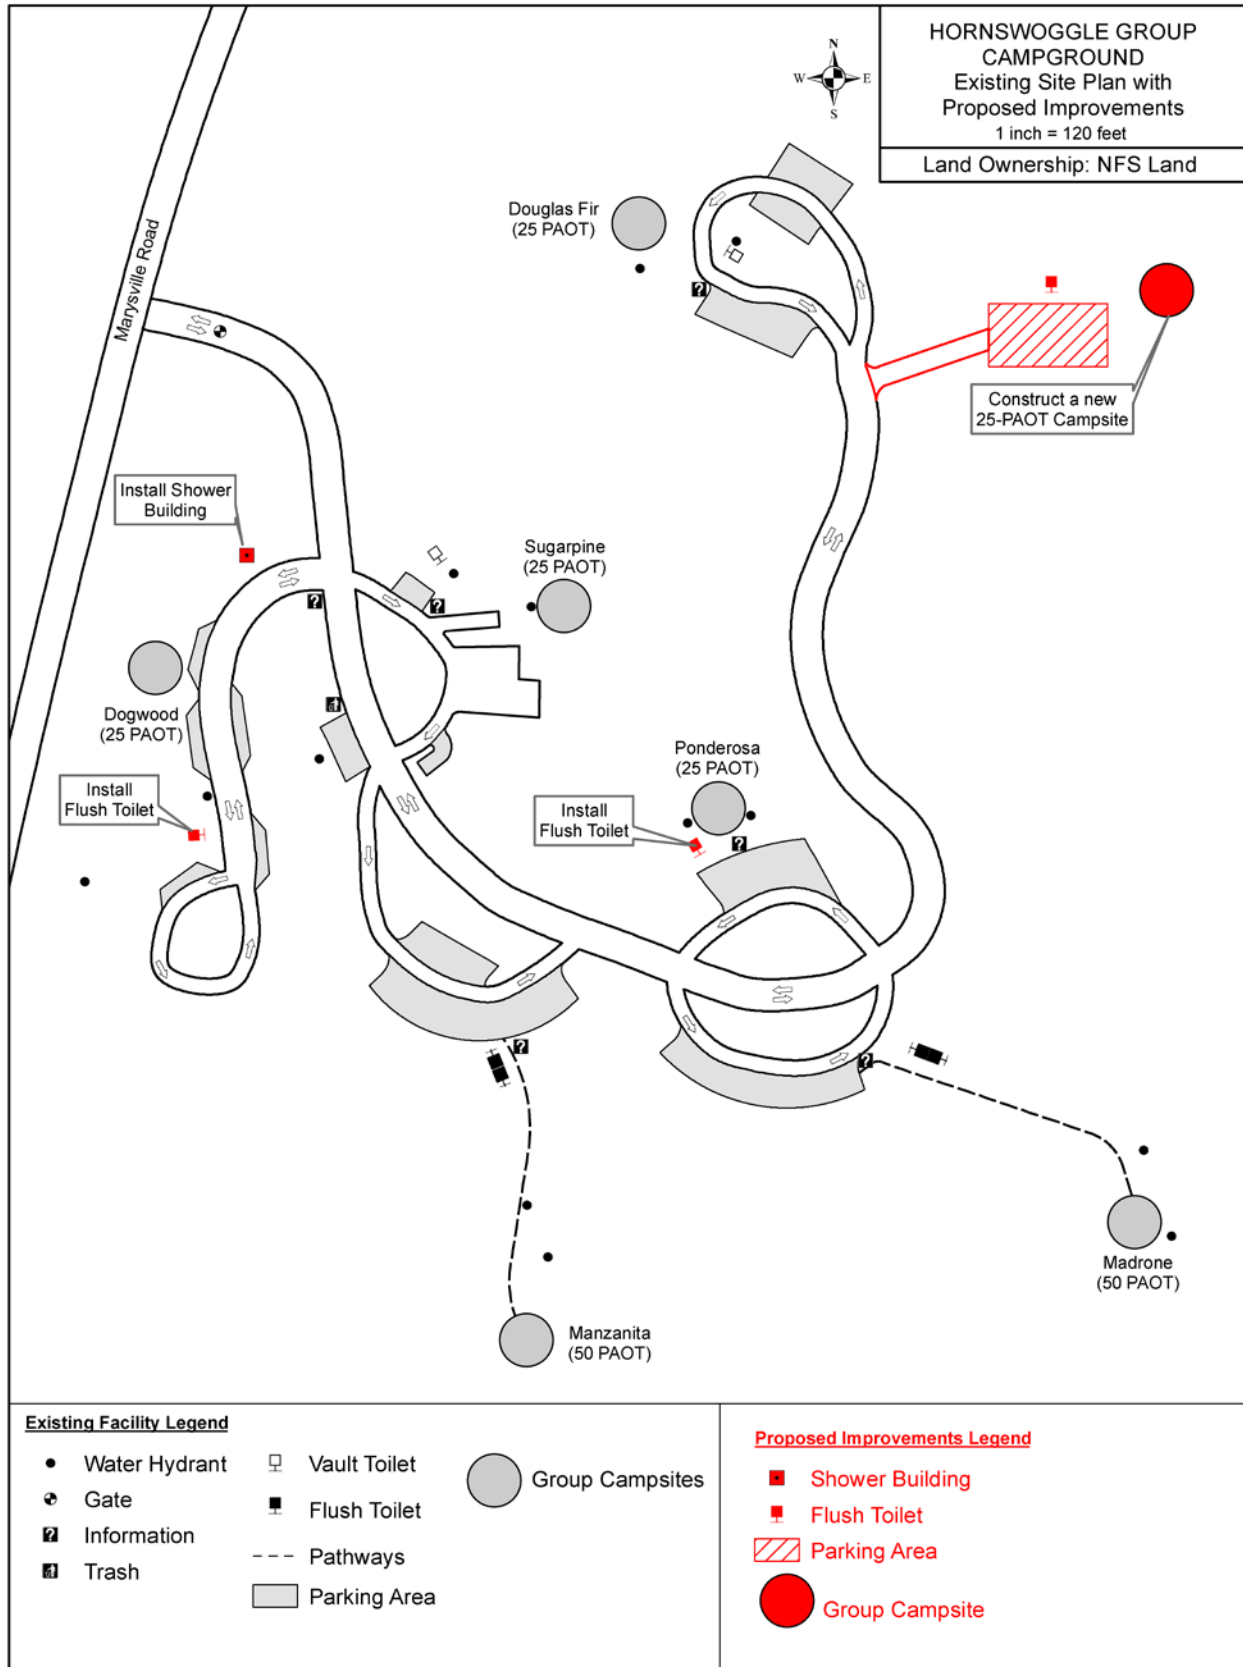 HORNSWOGGLE GROUP
CAMPGROUND
Existing Site Plan with
Proposed Improvements
1 inch = 120 feet
Land Ownership: NFS Land
N
W
E
S
Marysville Road
Douglas Fir
(25 PAOT)
Construct a new
25-PAOT Campsite
Install Shower
Building
Sugarpine
(25 PAOT)
Dogwood
(25 PAOT)
Ponderosa
(25 PAOT)
Install
Flush Toilet
Install
Flush Toilet
Madrone
(50 PAOT)
Manzanita
(50 PAOT)
Existing Facility Legend
Water Hydrant
Gate
Information
Trash
Vault Toilet
Flush Toilet
Pathways
Parking Area
Group Campsites
Proposed Improvements Legend
Shower Building
Flush Toilet
Parking Area
Group Campsite